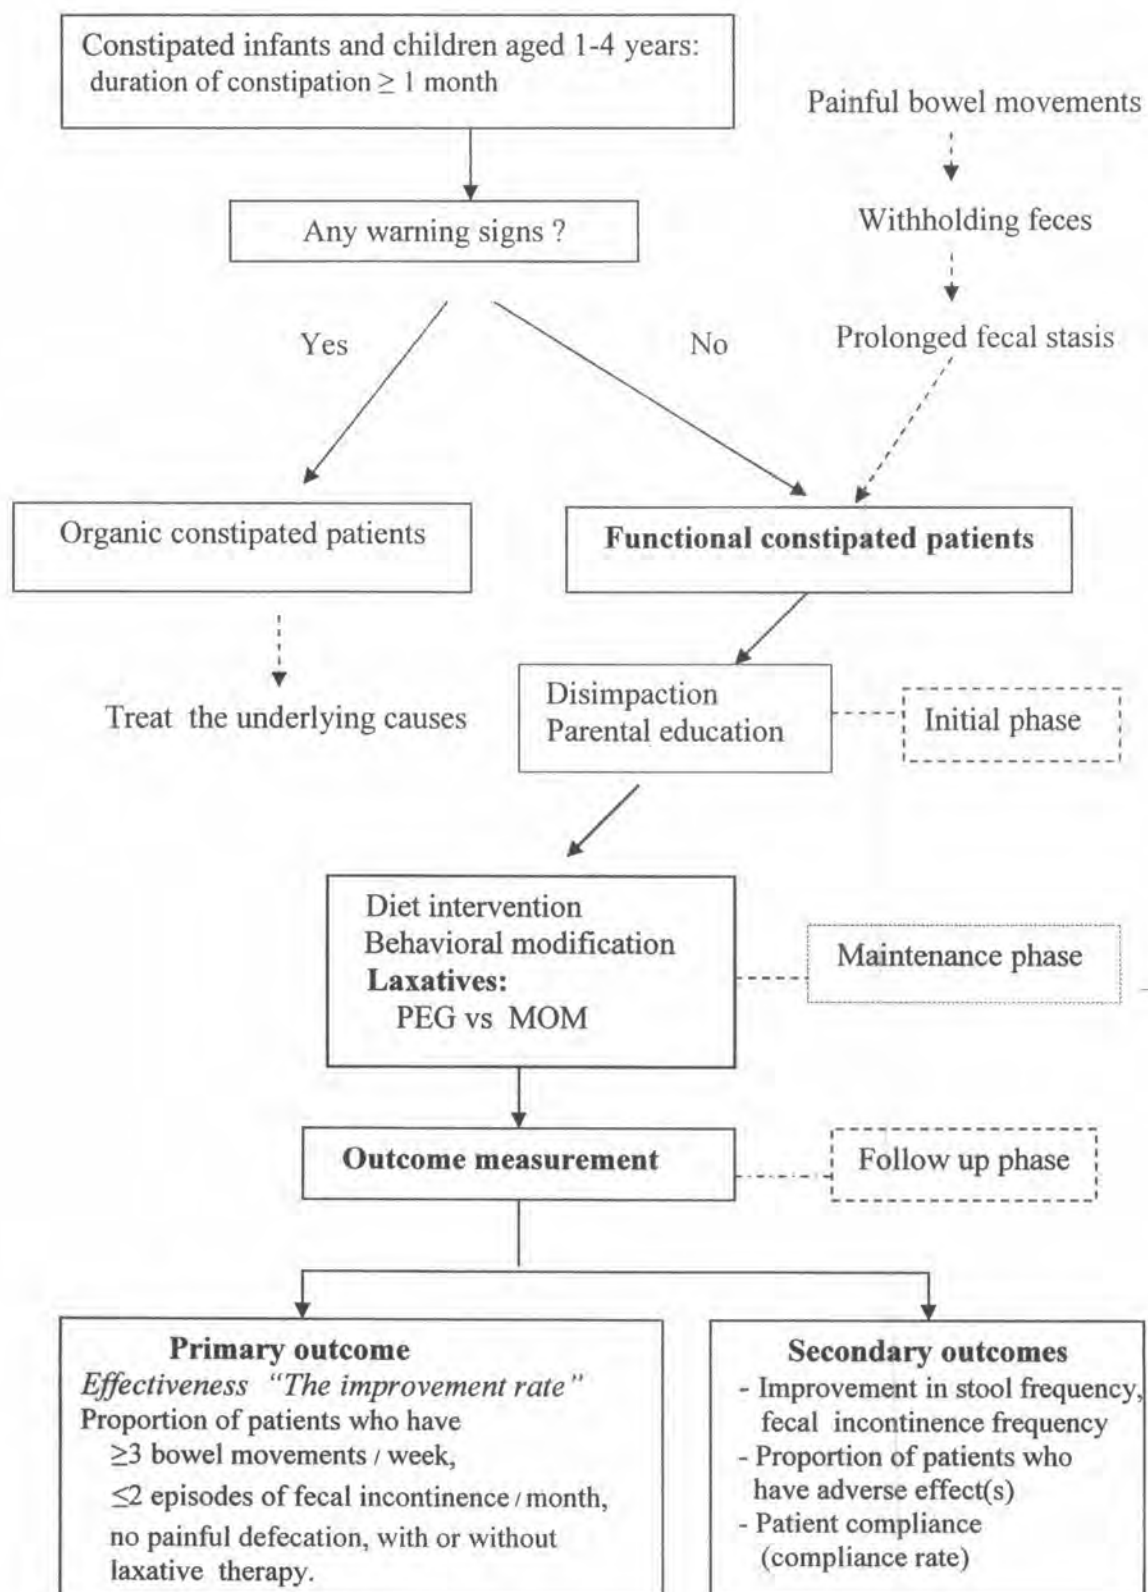 Constipated infants and children aged 1-4 years:
duration of constipation ≥ 1 month
Painful bowel movements
Any warning signs ?
Withholding feces
Yes
No
Prolonged fecal stasis
Organic constipated patients
Functional constipated patients
Treat the underlying causes
Disimpaction
Parental education
Initial phase
Diet intervention
Behavioral modification
Laxatives:
PEG vs MOM
Maintenance phase
Outcome measurement
Follow up phase
Primary outcome
Effectiveness "The improvement rate"
Proportion of patients who have
≥3 bowel movements / week,
≤2 episodes of fecal incontinence / month,
no painful defecation, with or without
laxative therapy.
Secondary outcomes
- Improvement in stool frequency,
fecal incontinence frequency
- Proportion of patients who
have adverse effect(s)
- Patient compliance
(compliance rate)